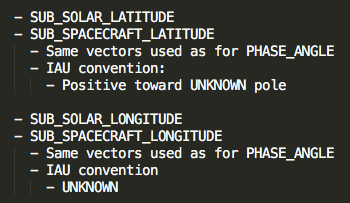 - SUB_SOLAR_LATITUDE
- SUB_SPACECRAFT_LATITUDE
- Same vectors used as for PHASE_ANGLE
- IAU convention:
- Positive toward UNKNOWN pole
- SUB_SOLAR_LONGITUDE
- SUB_SPACECRAFT_LONGITUDE
- Same vectors used as for PHASE_ANGLE
- IAU convention
- UNKNOWN